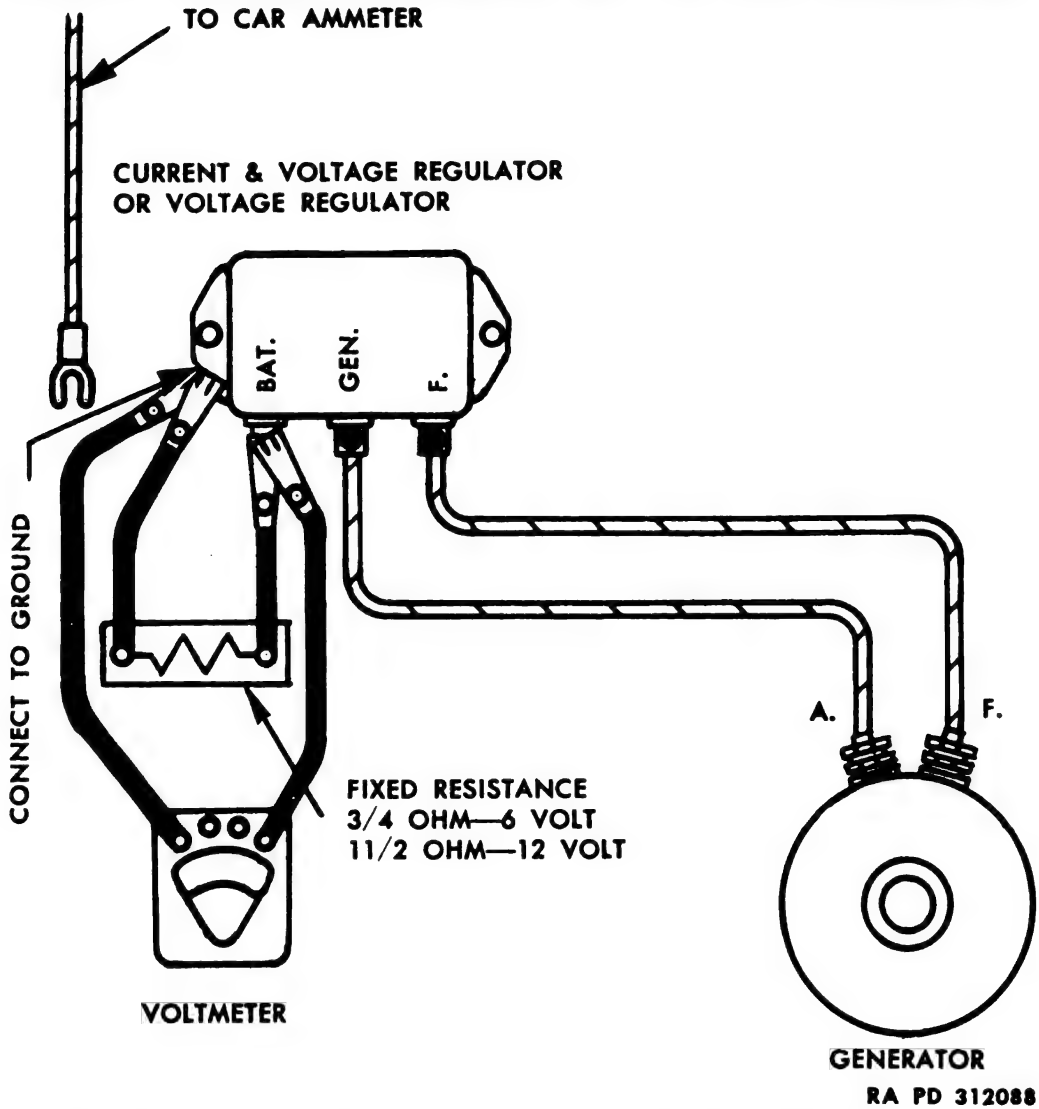 TO CAR AMMETER
CURRENT & VOLTAGE REGULATOR
OR VOLTAGE REGULATOR
BAT.
GEN.
F.
CONNECT TO GROUND
A.
F.
FIXED RESISTANCE
3/4 OHM—6 VOLT
11/2 OHM—12 VOLT
VOLTMETER
GENERATOR
RA PD 312088